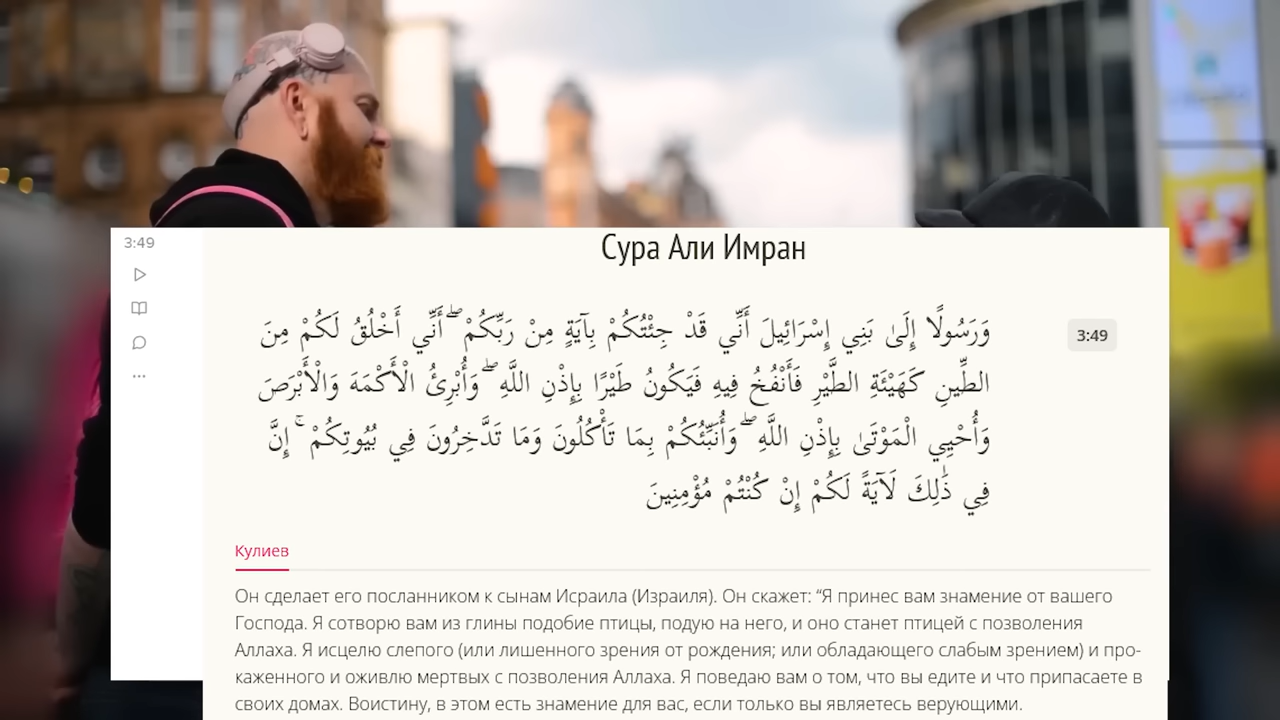 3:49
Сура Али Имран
وَرَسُولًا إِلَىٰ بَنِي إِسْرَائِيلَ أَنِّي قَدْ جِئْتُكُمْ بِآيَةٍ مِنْ رَبِّكُمْ ۖ أَنِّي أَخْلُقُ لَكُمْ مِنَ
3:49
الطِّينِ كَهَيْئَةِ الطَّيْرِ فَأَنْفُخُ فِيهِ فَيَكُونُ طَيْرًا بِإِذْنِ اللَّهِ ۖ وَأُبْرِئُ الْأَكْمَهَ وَالْأَبْرَصَ
وَأُحْيِي الْمَوْتَىٰ بِإِذْنِ اللَّهِ ۖ وَأُنَبِّئُكُمْ بِمَا تَأْكُلُونَ وَمَا تَدَّخِرُونَ فِي بُيُوتِكُمْ ۚ إِنَّ
فِي ذَٰلِكَ لَآيَةً لَكُمْ إِنْ كُنْتُمْ مُؤْمِنِينَ
Кулиев
Он сделает его посланником к сынам Исраила (Израиля). Он скажет: “Я принес вам знамение от вашего
Господа. Я сотворю вам из глины подобие птицы, подую на него, и оно станет птицей с позволения
Аллаха. Я исцелю слепого (или лишенного зрения от рождения; или обладающего слабым зрением) и про-
каженного и оживлю мертвых с позволения Аллаха. Я поведаю вам о том, что вы едите и что припасаете в
своих домах. Воистину, в этом есть знамение для вас, если только вы являетесь верующими.